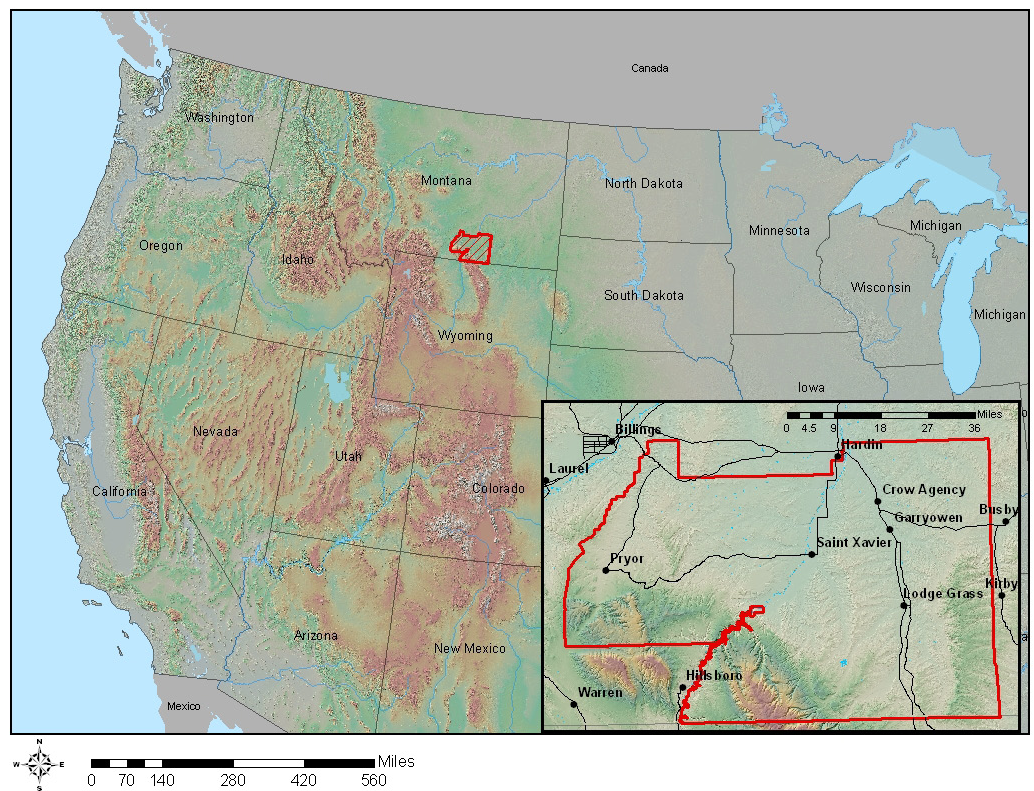 Canada
Washington
Montana
North Dakota
Minnesota
Michigan
Oregon
Idaho
South Dakota
Wisconsin
Michigan
Wyoming
Iowa
Nevada
Utah
California
Colorado
Arizona
New Mexico
Mexico
Miles
0 4.5 9 18 27 36
Billings
Hardin
Laurel
Crow Agency
Garryowen
Busby
Saint Xavier
Pryor
Kirby
Lodge Grass
Hillsboro
Warren
N
W E
S
Miles
0 70 140 280 420 560